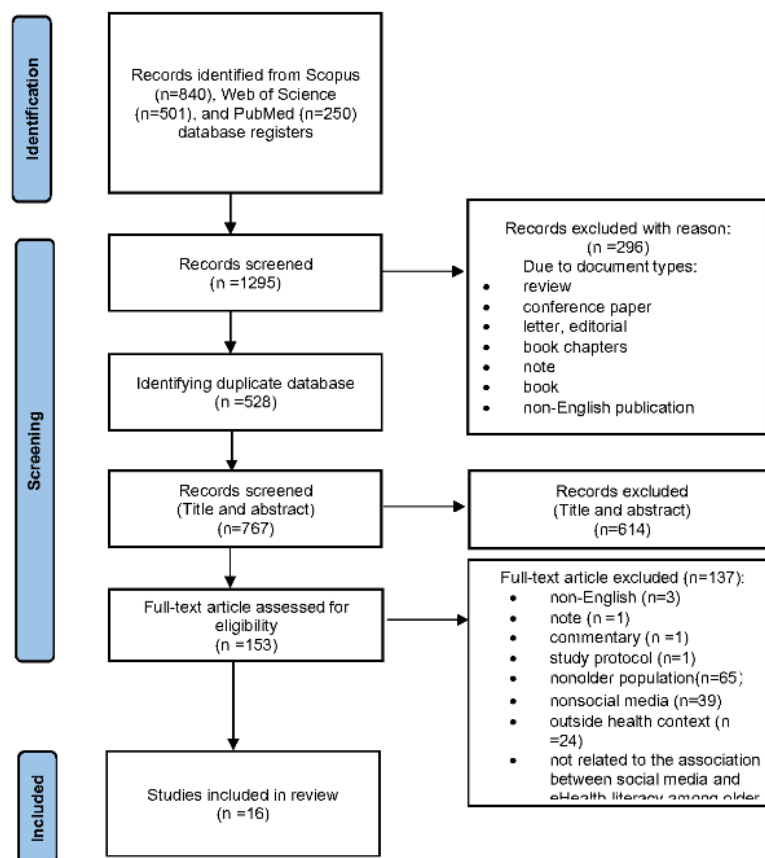 Identification
Records identified from Scopus
(n=840), Web of Science
(n=501), and PubMed (n=250)
database registers
Screening
Records screened
(n =1295)
Records excluded with reason:
(n =296)
Due to document types:
• review
• conference paper
• letter, editorial
• book chapters
• note
• book
• non-English publication
Identifying duplicate database
(n =528)
Records screened
(Title and abstract)
(n=767)
Records excluded
(Title and abstract)
(n=614)
Full-text article assessed for
eligibility
(n =153)
Full-text article excluded (n=137):
• non-English (n=3)
• note (n =1)
• commentary (n =1)
• study protocol (n=1)
• nonolder population(n=65)
• nonsocial media (n=39)
• outside health context (n
=24)
• not related to the association
between social media and
eHealth literacy among older
Included
Studies included in review
(n =16)